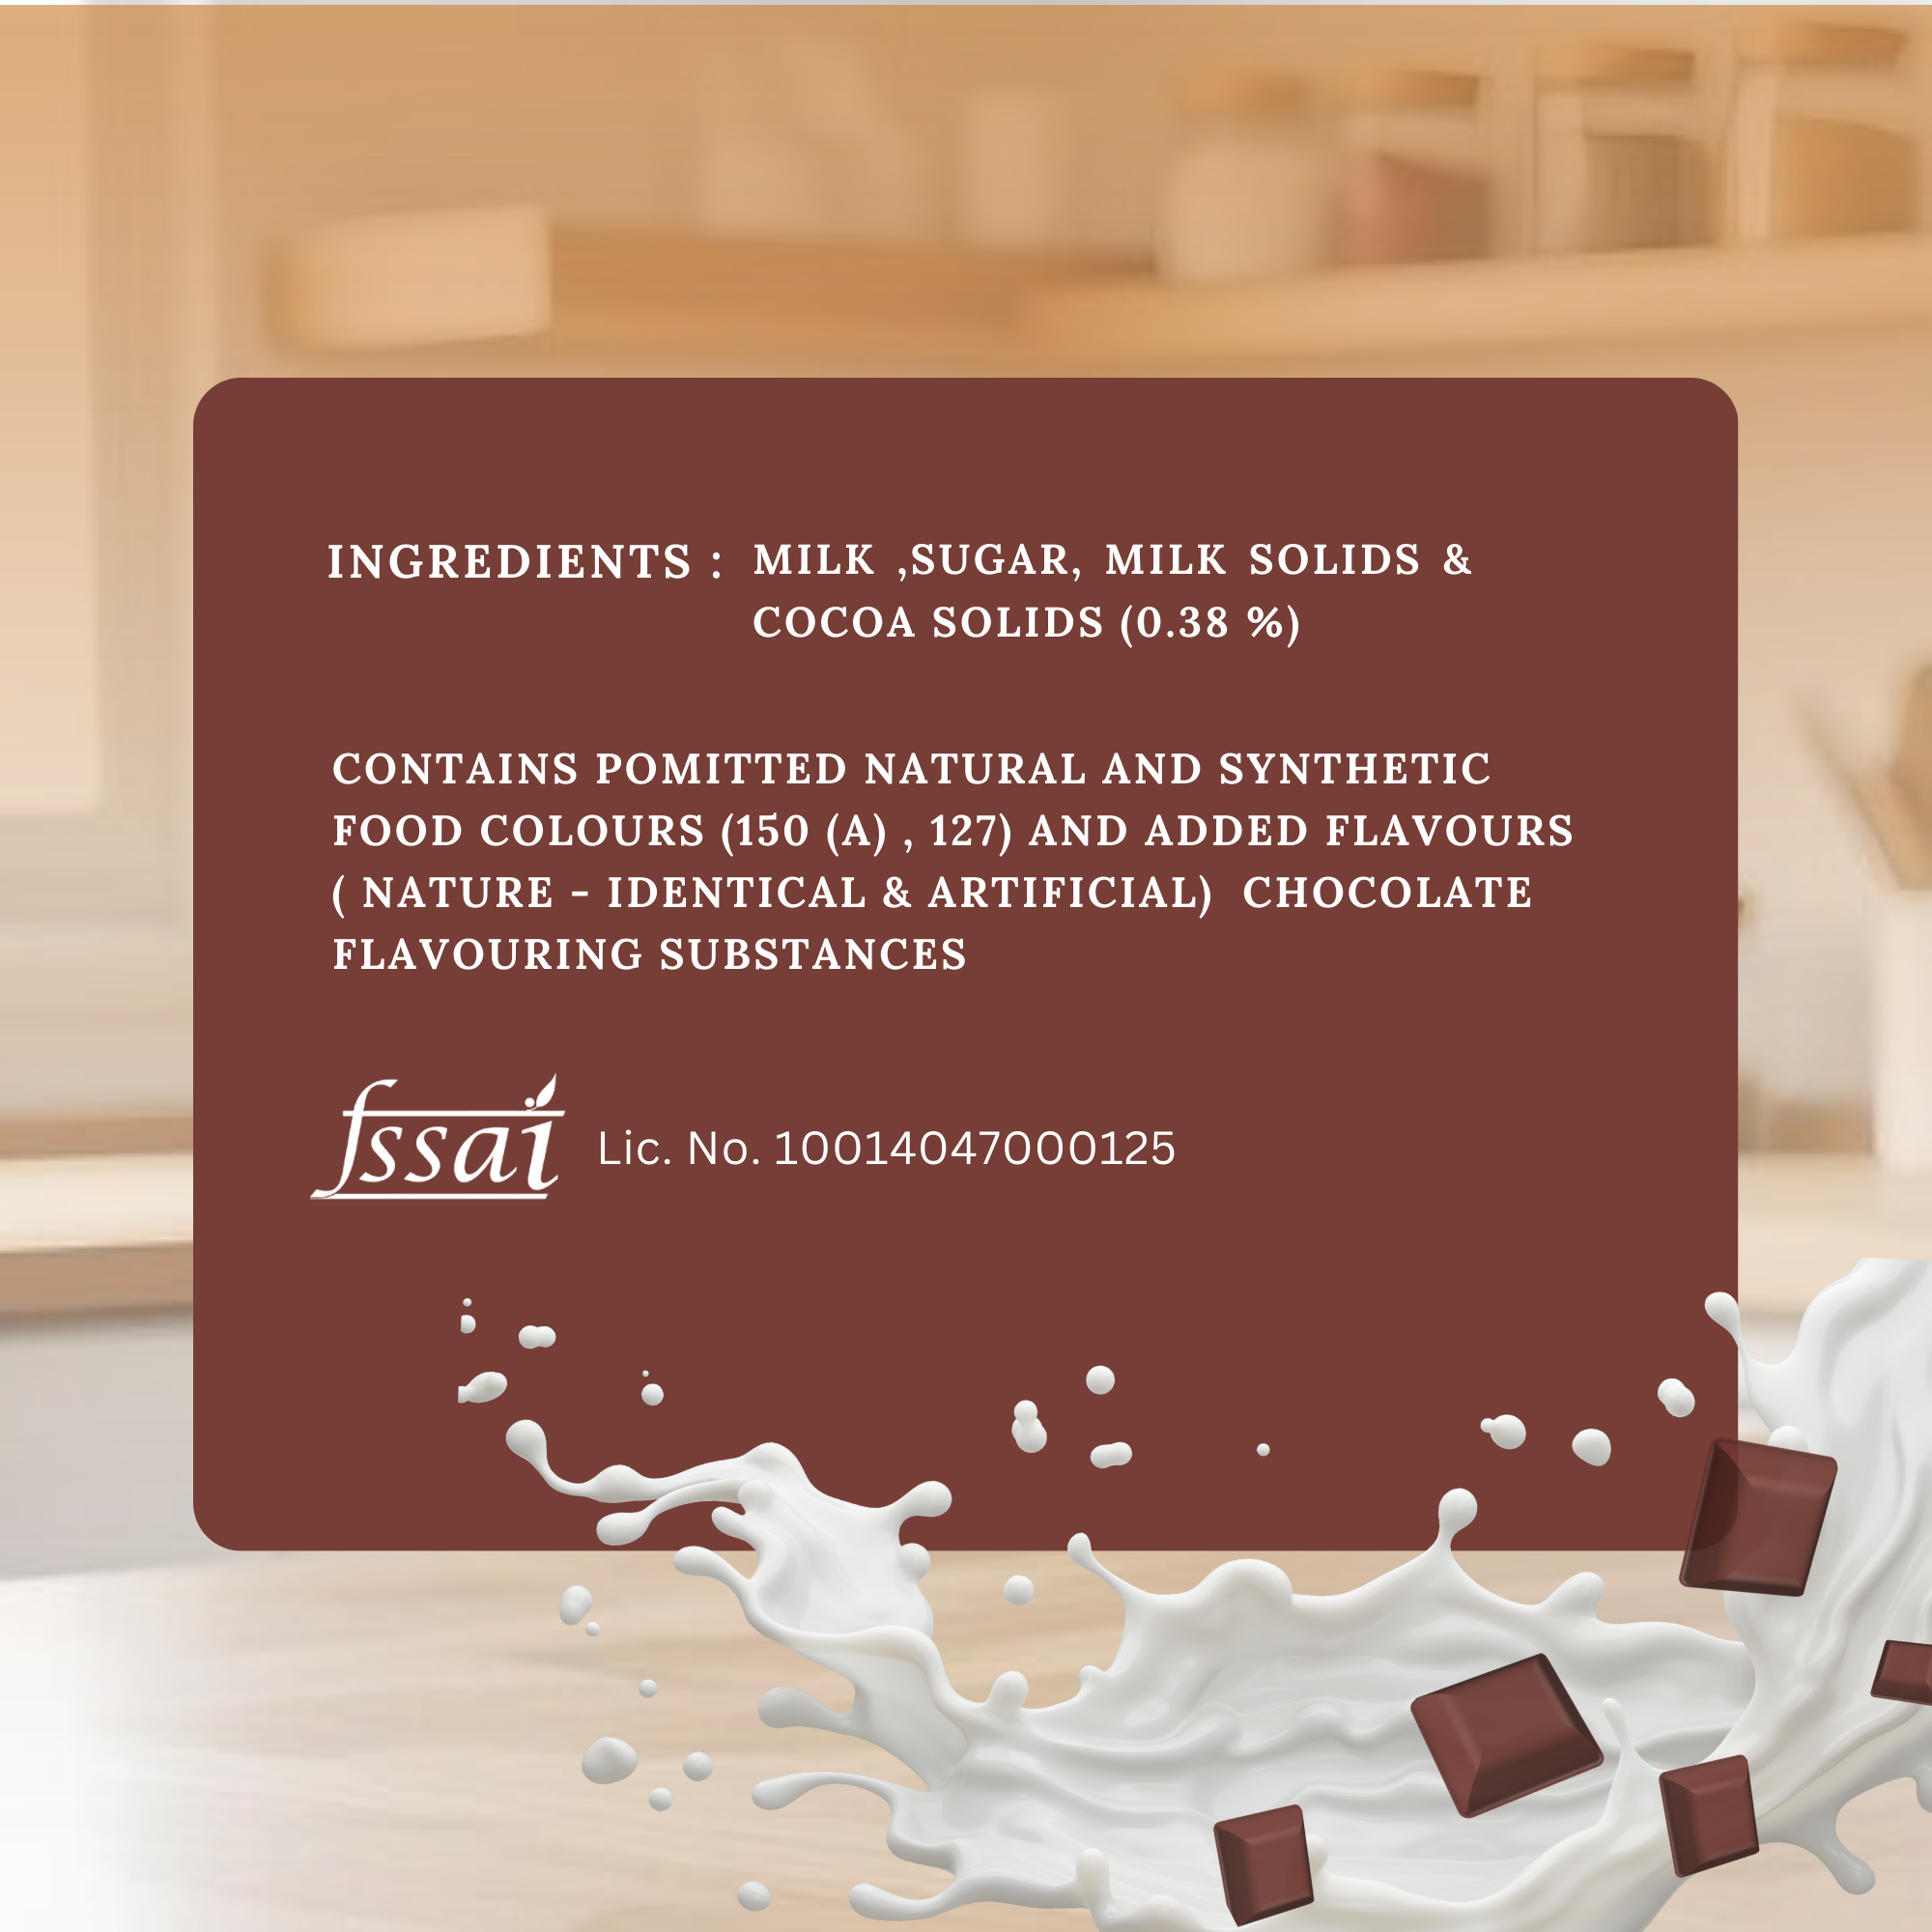 INGREDIENTS : MILK ,SUGAR, MILK SOLIDS &
COCOA SOLIDS (0.38 %)
CONTAINS POMITTED NATURAL AND SYNTHETIC
FOOD COLOURS (150 (A) , 127) AND ADDED FLAVOURS
( NATURE - IDENTICAL & ARTIFICIAL) CHOCOLATE
FLAVOURING SUBSTANCES
fssai Lic. No. 10014047000125